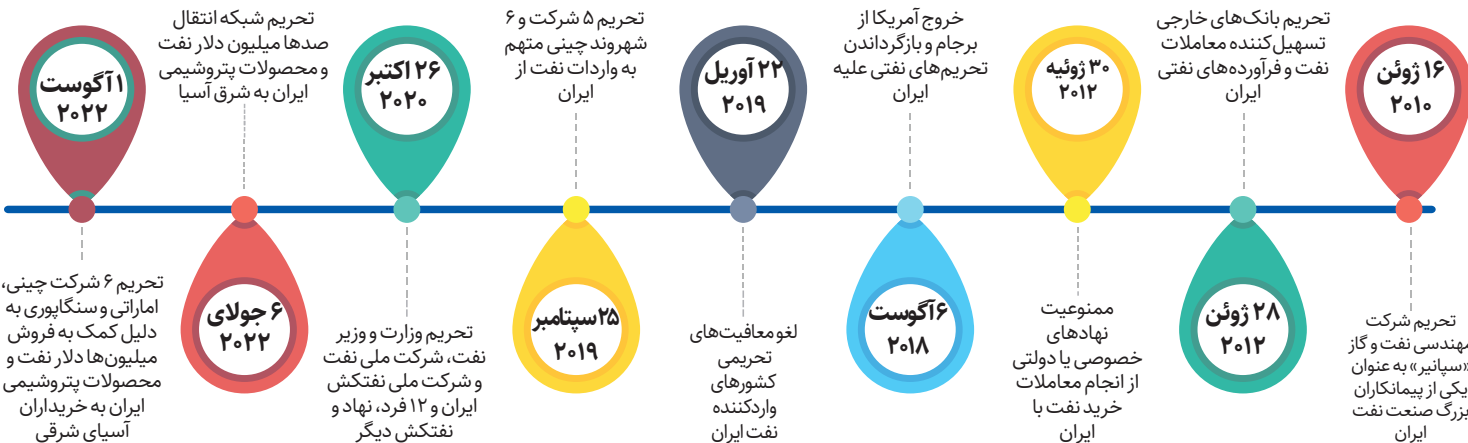 ۱۶ ژوئن
۲۰۱۰
تحریم شرکت
مهندسی نفت و گاز
«سپانیر» به عنوان
یکی از پیمانکاران
بزرگ صنعت نفت
ایران
تحریم بانک‌های خارجی
تسهیل‌کننده معاملات
نفت و فرآورده‌های نفتی
ایران
۲۸ ژوئن
۲۰۱۲
۳۰ ژوئیه
۲۰۱۲
ممنوعیت
نهادهای
خصوصی یا دولتی
از انجام معاملات
خرید نفت با
ایران
خروج آمریکا از
برجام و بازگرداندن
تحریم‌های نفتی علیه
ایران
۶ آگوست
۲۰۱۸
۲۲ آوریل
۲۰۱۹
لغو معافیت‌های
تحریمی
کشورهای
واردکننده
نفت ایران
تحریم ۵ شرکت و ۶
شهروند چینی متهم
به واردات نفت از
ایران
۲۵ سپتامبر
۲۰۱۹
۲۶ اکتبر
۲۰۲۰
تحریم وزارت و وزیر
نفت، شرکت ملی نفت
و شرکت ملی نفتکش
ایران و ۱۲ فرد، نهاد و
نفتکش دیگر
تحریم شبکه انتقال
صدها میلیون دلار نفت
و محصولات پتروشیمی
ایران به شرق آسیا
۶ جولای
۲۰۲۲
۱ آگوست
۲۰۲۲
تحریم ۶ شرکت چینی،
اماراتی و سنگاپوری به
دلیل کمک به فروش
میلیون‌ها دلار نفت و
محصولات پتروشیمی
ایران به خریداران
آسیای شرقی